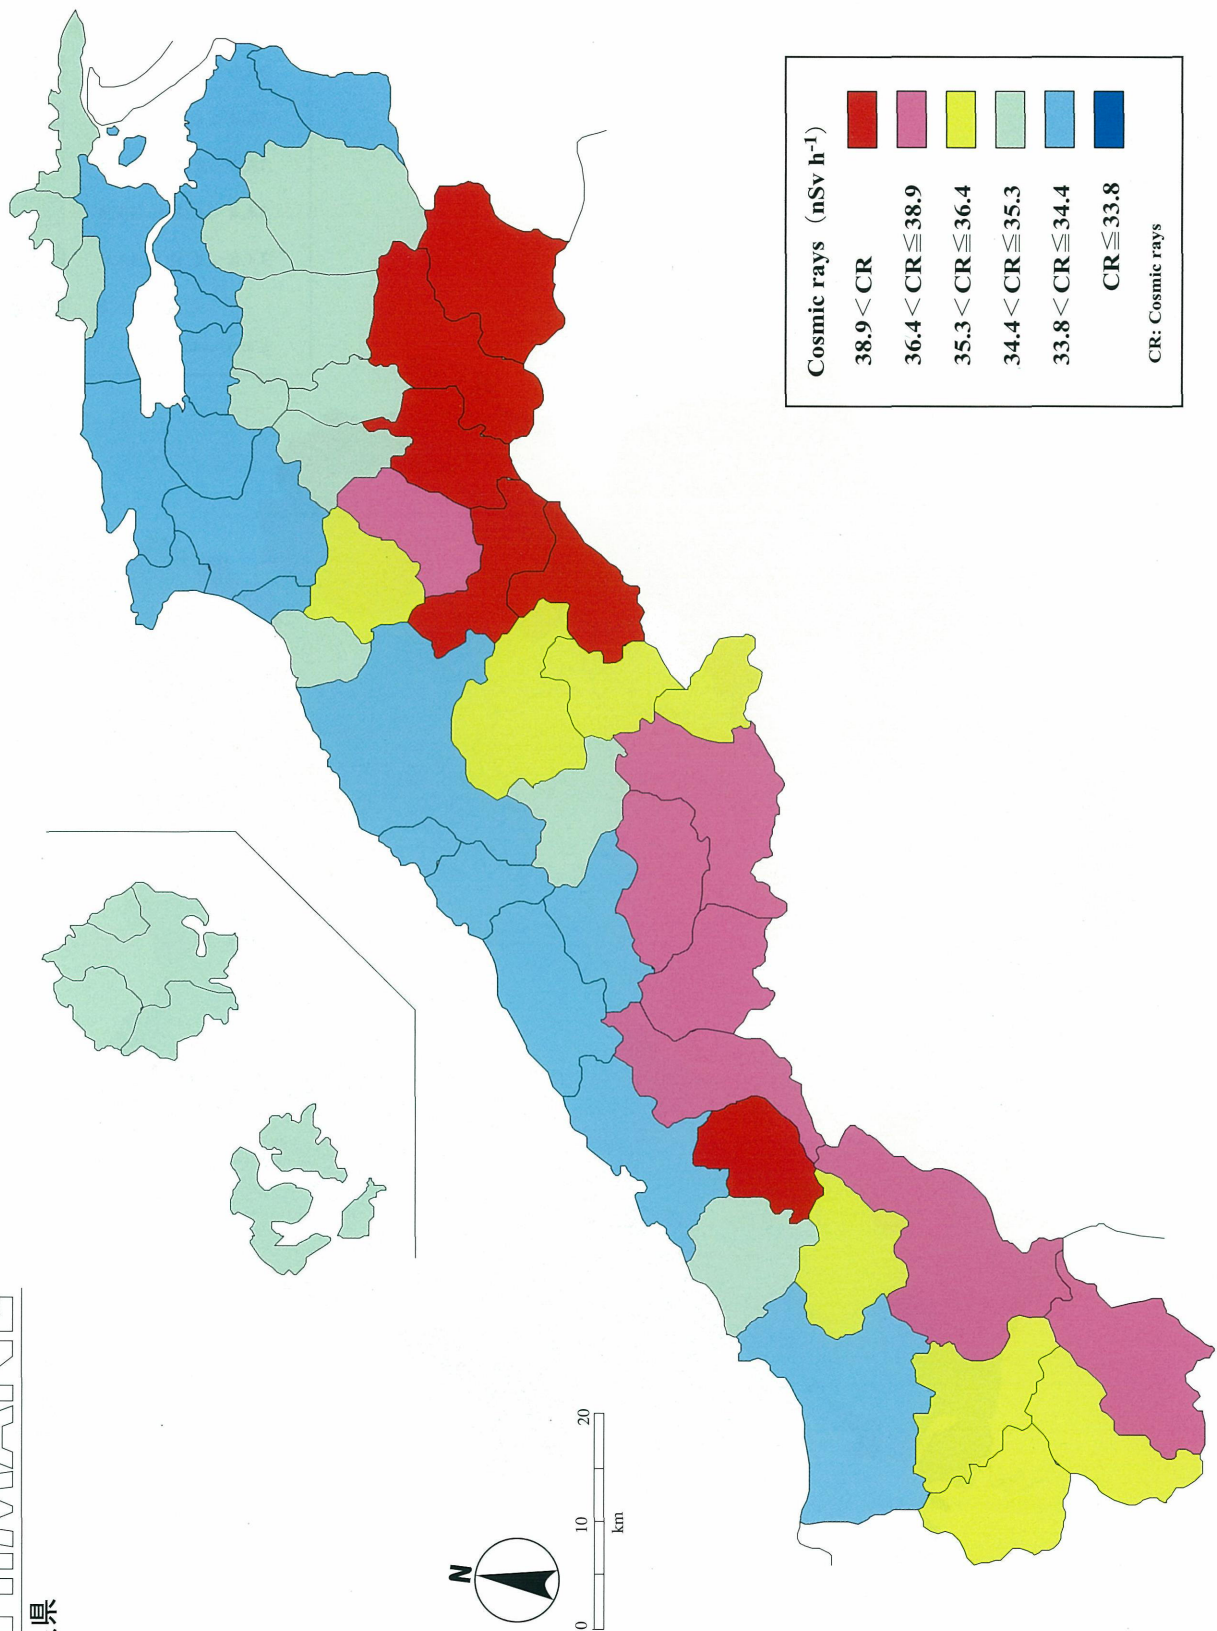 県
Cosmic rays (nSv h⁻¹)
38.9 < CR
36.4 < CR ≦ 38.9
35.3 < CR ≦ 36.4
34.4 < CR ≦ 35.3
33.8 < CR ≦ 34.4
CR ≦ 33.8
CR: Cosmic rays
N
0 10 20
km